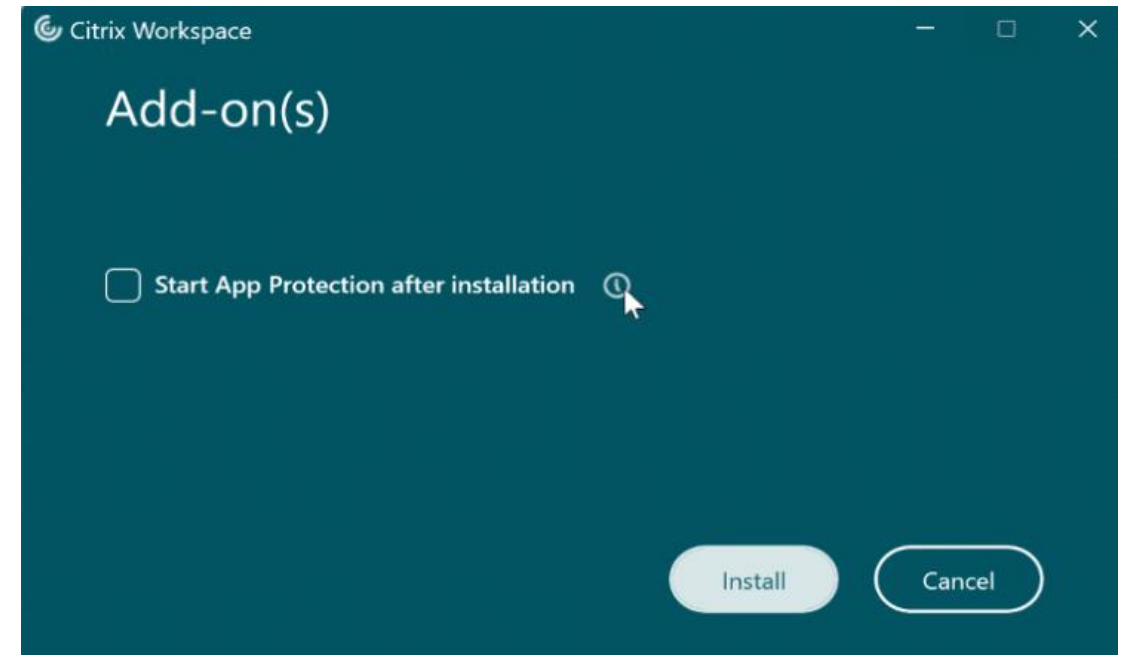 Citrix Workspace
Add-on(s)
Start App Protection after installation
Install Cancel